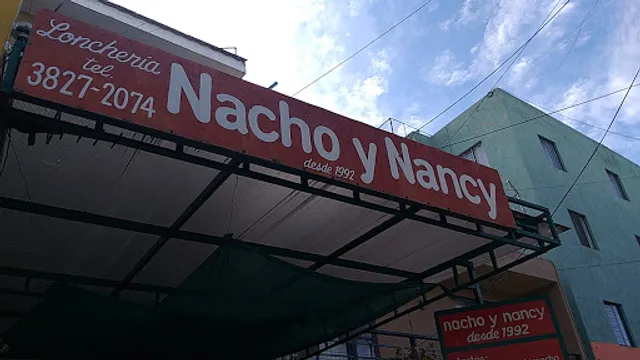 Lonchería
tel.
3827-2074
Nacho y Nancy
desde 1992
nacho y nancy
desde 1992